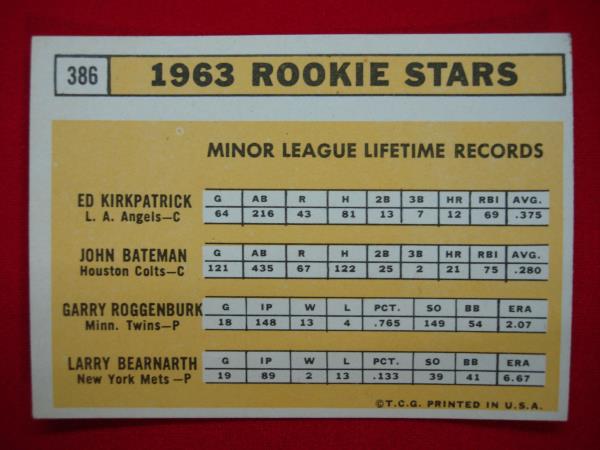 386 1963 ROOKIE STARS
MINOR LEAGUE LIFETIME RECORDS
ED KIRKPATRICK G AB R H 2B 3B HR RBI AVG.
L. A. Angels—C 64 216 43 81 13 7 12 69 .375
JOHN BATEMAN G AB R H 2B 3B HR RBI AVG.
Houston Colts—C 121 435 67 122 25 2 21 75 .280
GARRY ROGGENBURK G IP W L PCT. SO BB ERA
Minn. Twins—P 18 148 13 4 .765 149 54 2.07
LARRY BEARNARTH G IP W L PCT. SO BB ERA
New York Mets—P 19 89 2 13 .133 39 41 6.67
©T.C.G. PRINTED IN U.S.A.